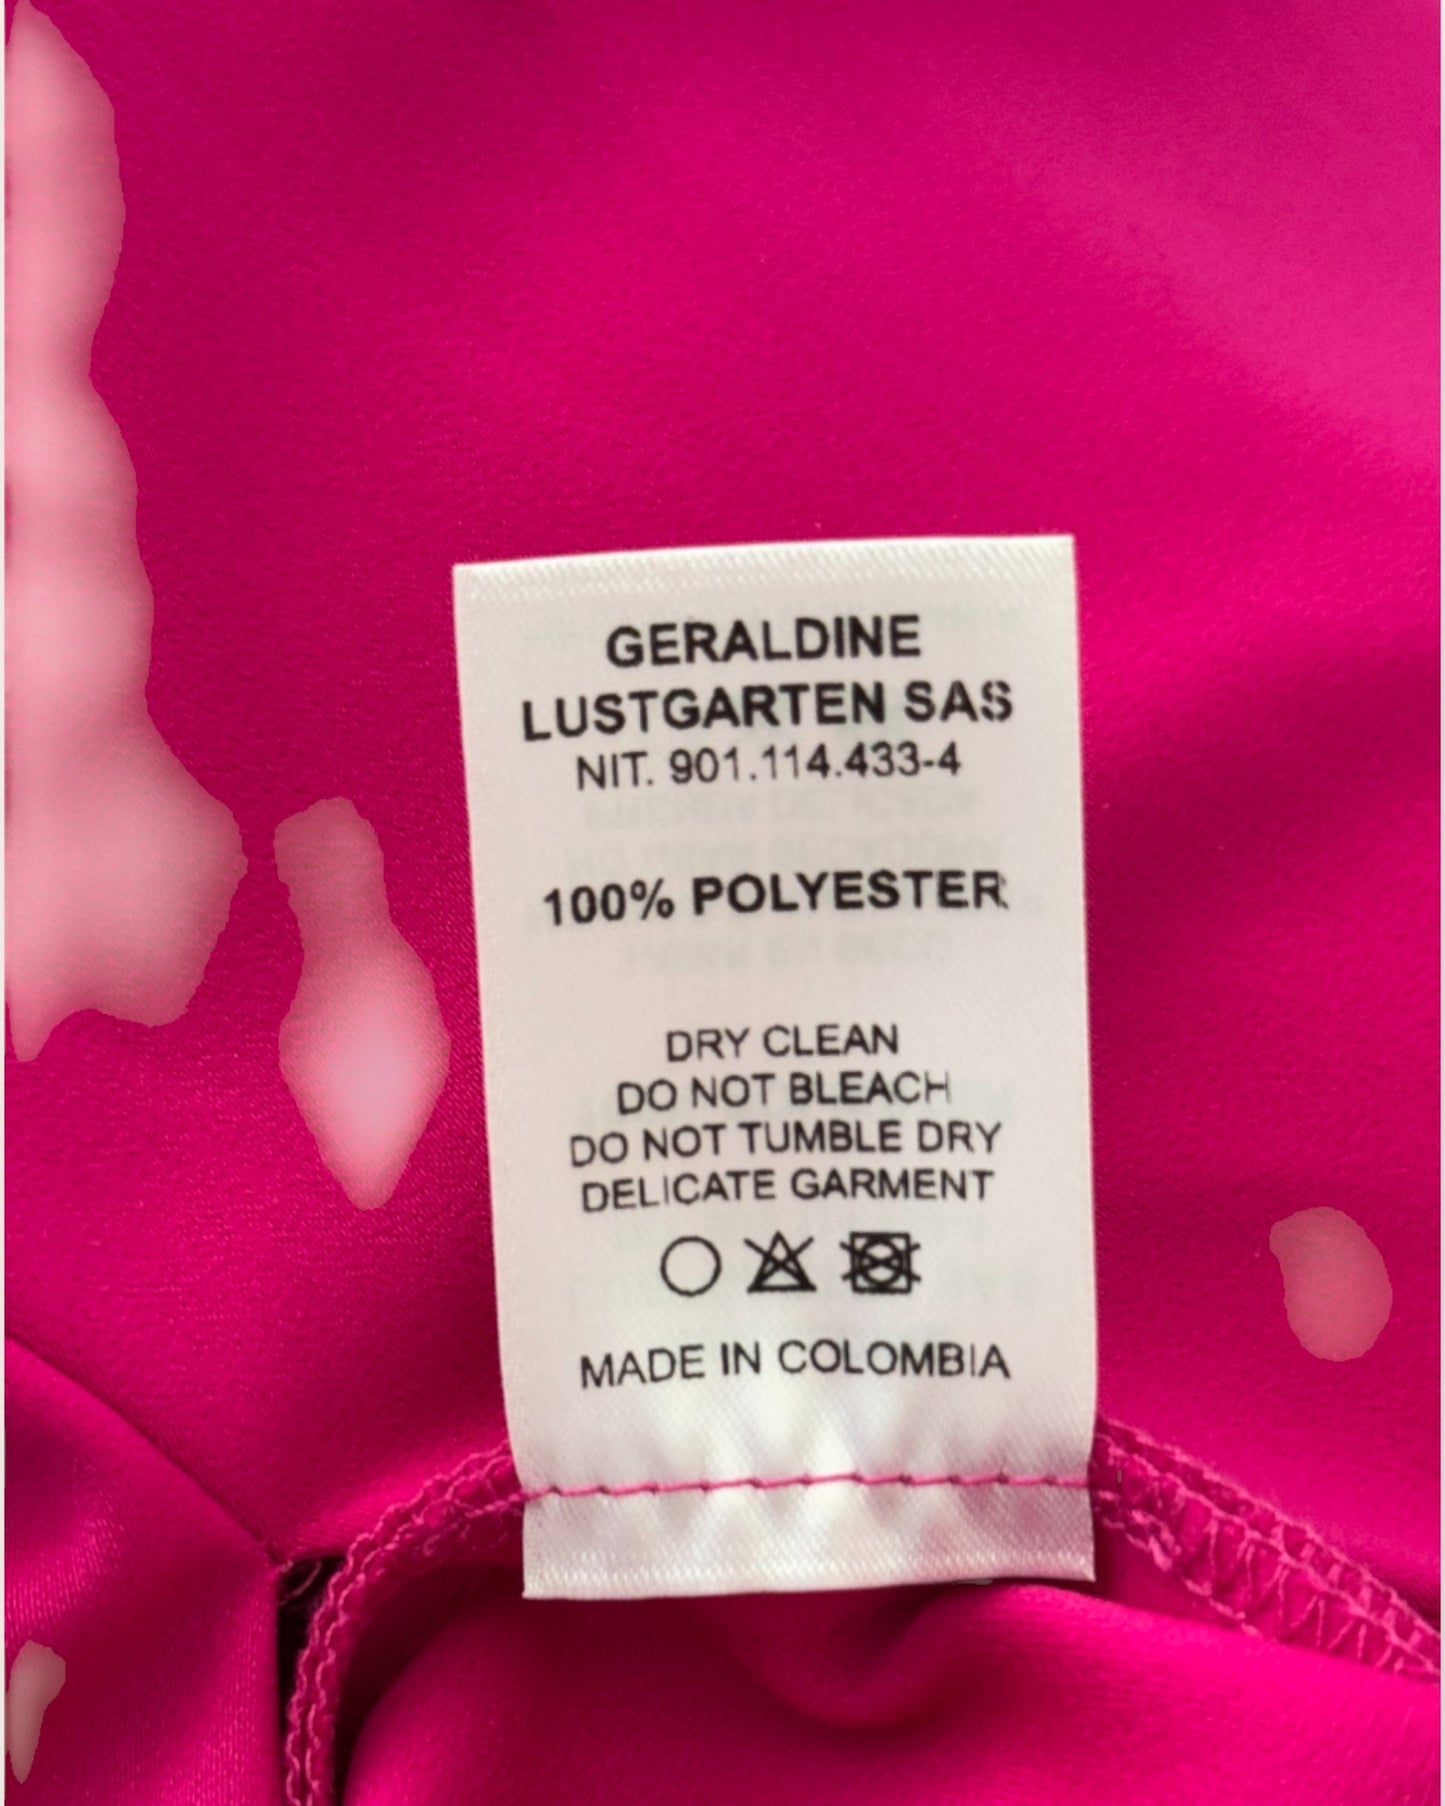 GERALDINE
LUSTGARTEN SAS
NIT. 901.114.433-4
100% POLYESTER
DRY CLEAN
DO NOT BLEACH
DO NOT TUMBLE DRY
DELICATE GARMENT
MADE IN COLOMBIA